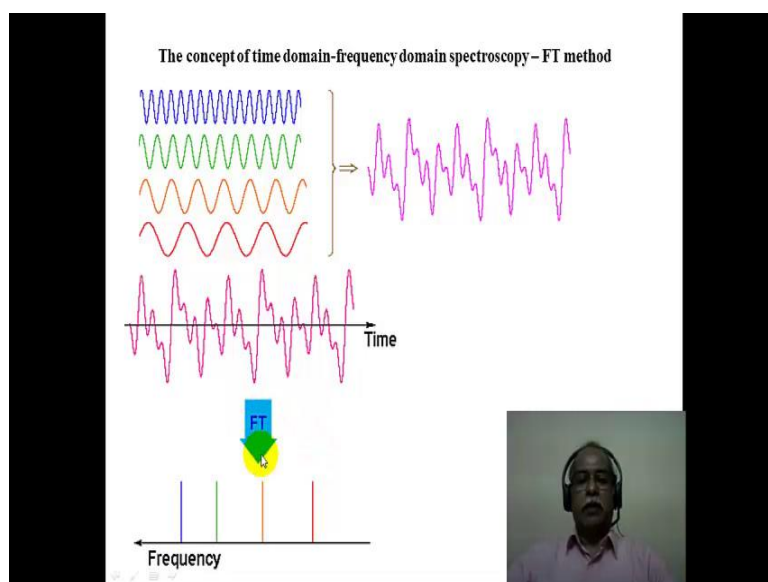 The concept of time domain-frequency domain spectroscopy – FT method
Time
FT
Frequency